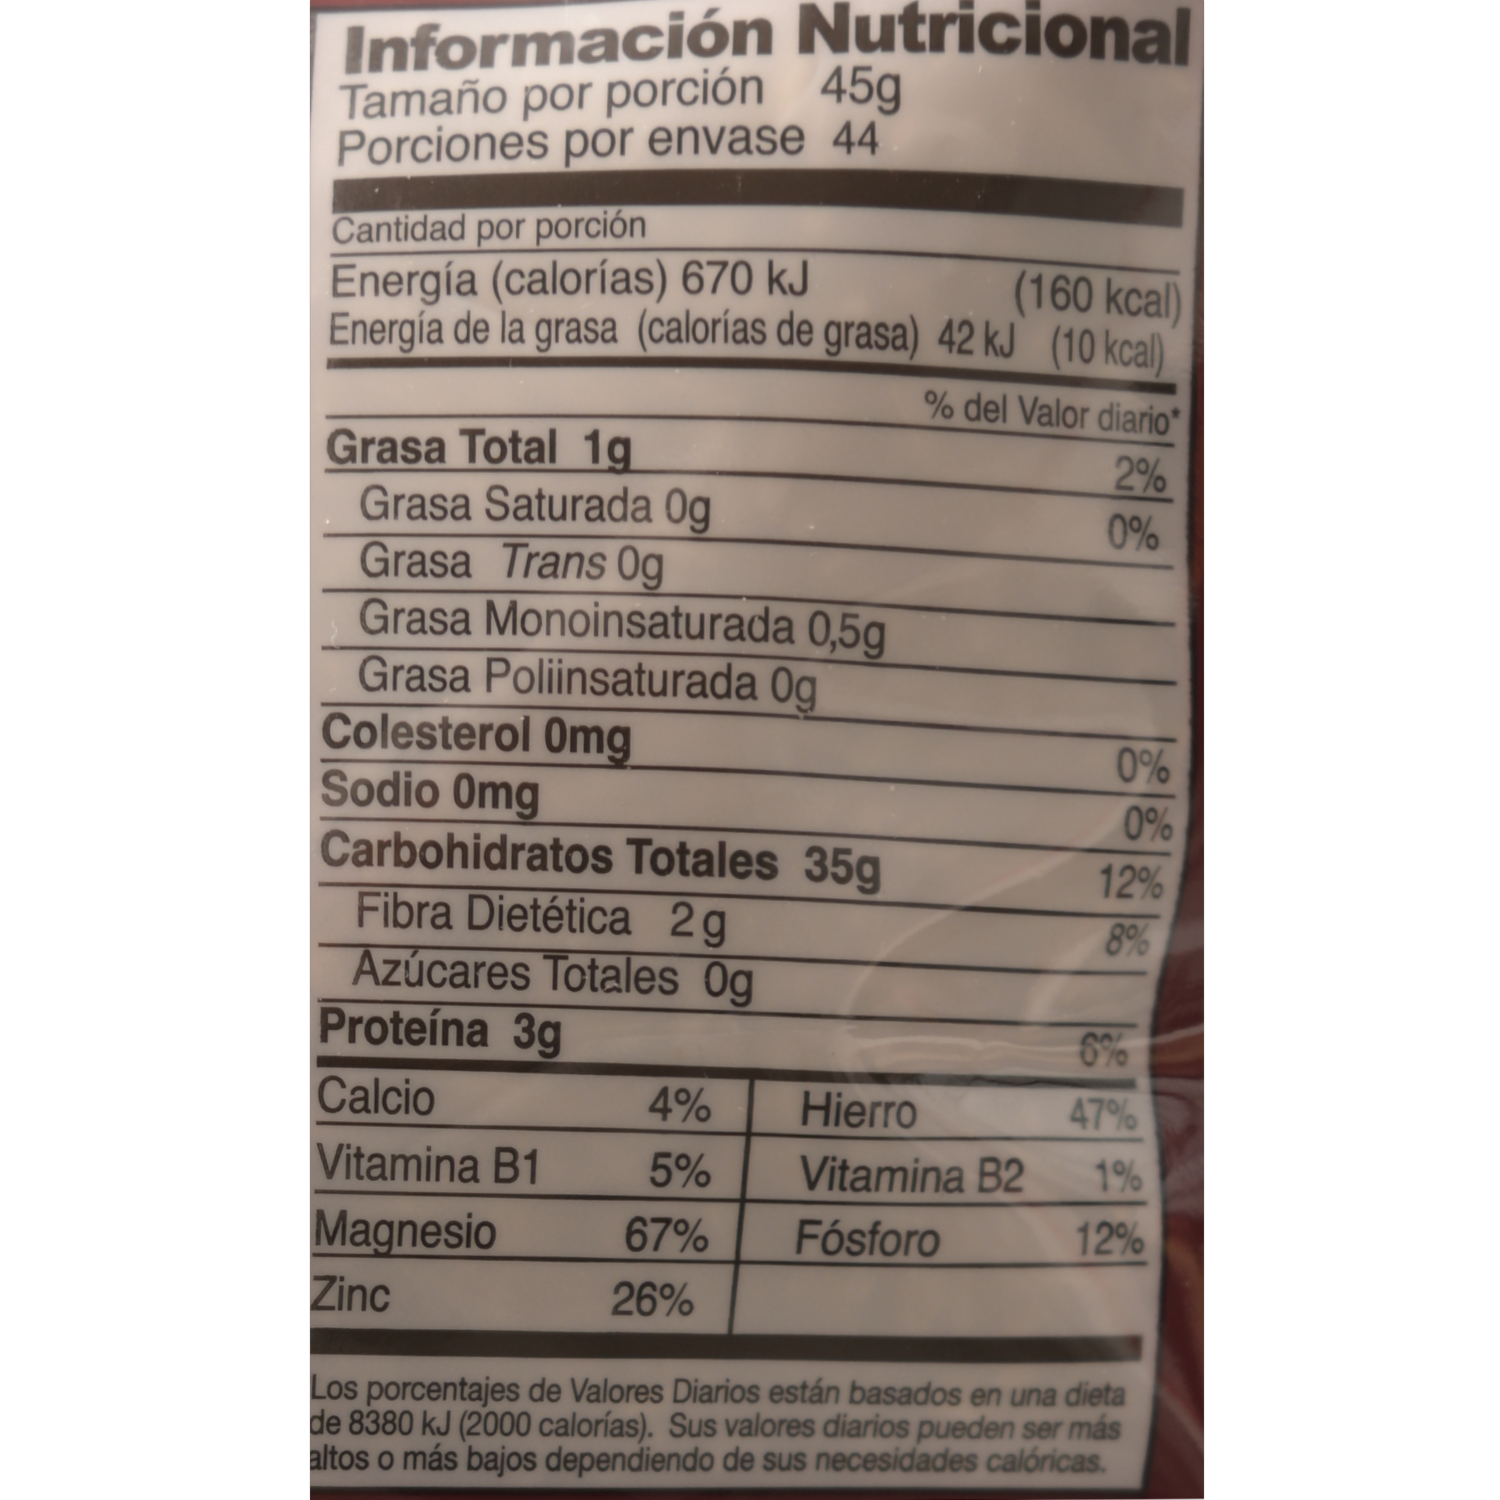 Información Nutricional
Tamaño por porción 45g
Porciones por envase 44
Cantidad por porción
Energía (calorías) 670 kJ (160 kcal)
Energía de la grasa (calorías de grasa) 42 kJ (10 kcal)
% del Valor diario*
Grasa Total 1g 2%
Grasa Saturada 0g 0%
Grasa Trans 0g
Grasa Monoinsaturada 0,5g
Grasa Poliinsaturada 0g
Colesterol 0mg 0%
Sodio 0mg 0%
Carbohidratos Totales 35g 12%
Fibra Dietética 2g 8%
Azúcares Totales 0g
Proteína 3g 6%
Calcio 4% Hierro 47%
Vitamina B1 5% Vitamina B2 1%
Magnesio 67% Fósforo 12%
Zinc 26%
Los porcentajes de Valores Diarios están basados en una dieta
de 8380 kJ (2000 calorías). Sus valores diarios pueden ser más
altos o más bajos dependiendo de sus necesidades calóricas.